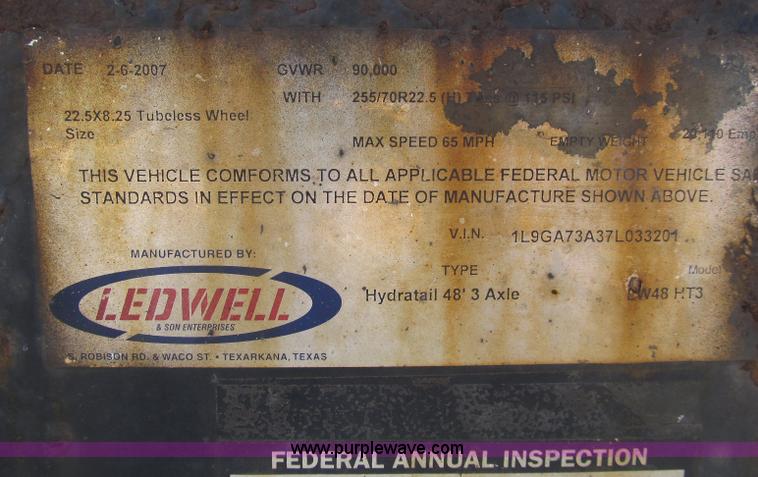 DATE 2-6-2007 GVWR 90,000
WITH 255/70R22.5 (H) @ 115 PSI
22.5X8.25 Tubeless Wheel
Size
MAX SPEED 65 MPH EMPTY WEIGHT
THIS VEHICLE COMFORMS TO ALL APPLICABLE FEDERAL MOTOR VEHICLE SA
STANDARDS IN EFFECT ON THE DATE OF MANUFACTURE SHOWN ABOVE.
V.I.N. 1L9GA73A37L033201
MANUFACTURED BY:
TYPE Model
Hydratail 48' 3 Axle LW48 HT3
LEDWELL
& SON ENTERPRISES
S. ROBISON RD. & WACO ST. • TEXARKANA, TEXAS
www.purplewave.com
FEDERAL ANNUAL INSPECTION